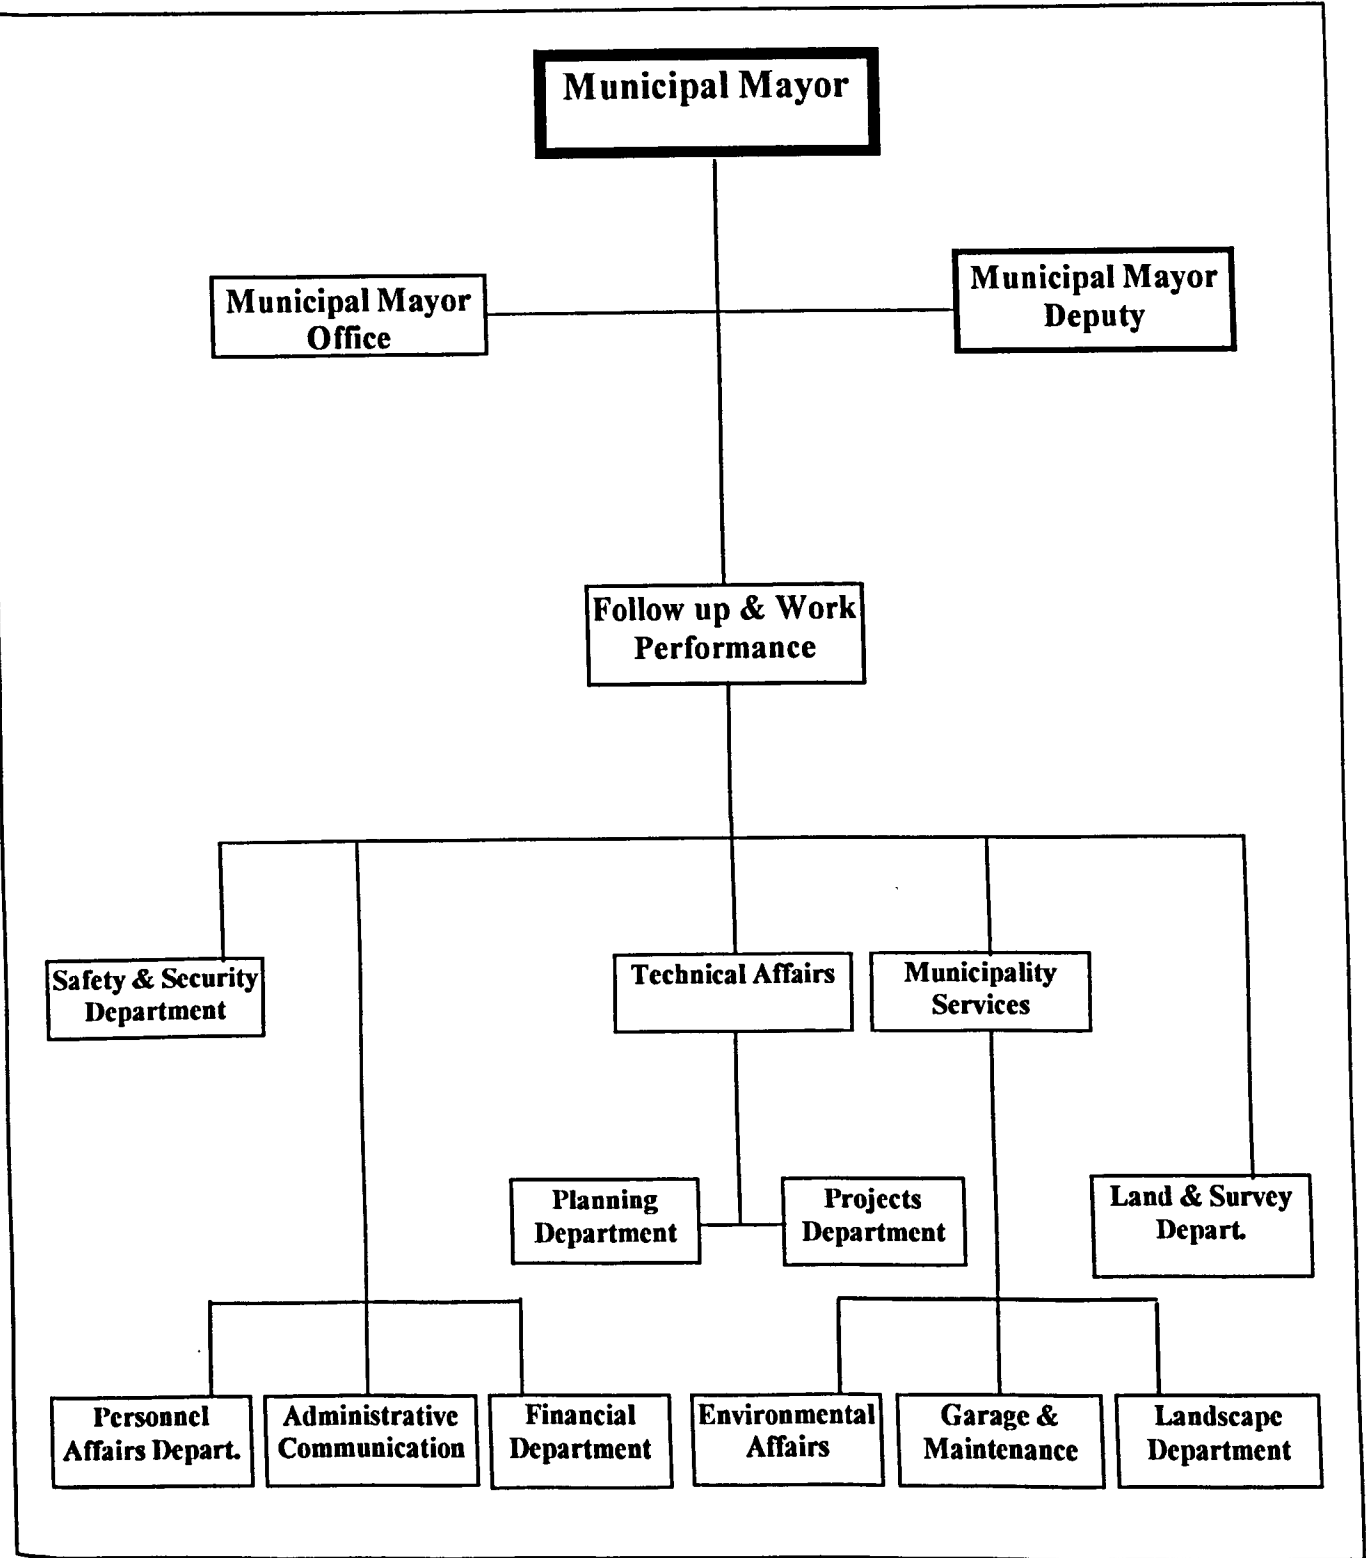 Municipal Mayor
Municipal Mayor
Office
Municipal Mayor
Deputy
Follow up & Work
Performance
Safety & Security
Department
Technical Affairs
Municipality
Services
Planning
Department
Projects
Department
Land & Survey
Depart.
Personnel
Affairs Depart.
Administrative
Communication
Financial
Department
Environmental
Affairs
Garage &
Maintenance
Landscape
Department